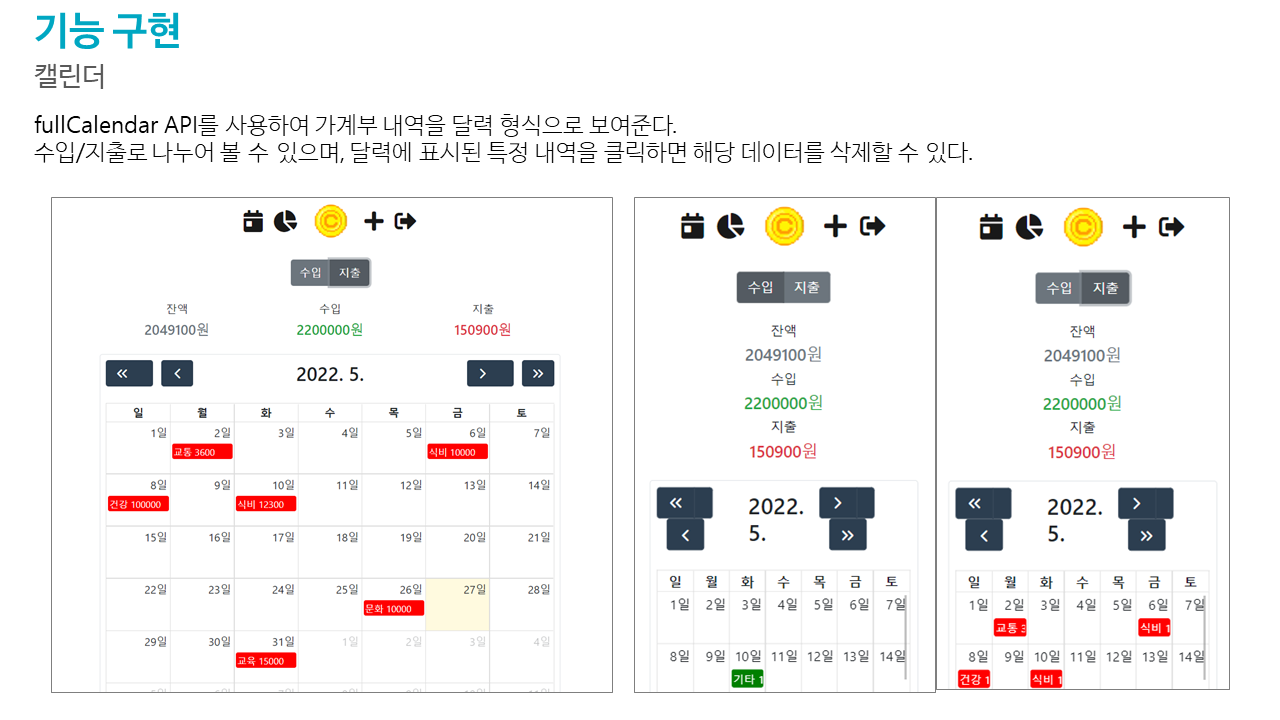 기능 구현
캘린더
fullCalendar API를 사용하여 가계부 내역을 달력 형식으로 보여준다.
수입/지출로 나누어 볼 수 있으며, 달력에 표시된 특정 내역을 클릭하면 해당 데이터를 삭제할 수 있다.
C
수입 지출
잔액 수입 지출
2049100원 2200000원 150900원
« < 2022. 5. > »
일 월 화 수 목 금 토
1일 2일 3일 4일 5일 6일 7일
교통 3600 식비 10000
8일 9일 10일 11일 12일 13일 14일
건강 100000 식비 12300
15일 16일 17일 18일 19일 20일 21일
22일 23일 24일 25일 26일 27일 28일
문화 10000
29일 30일 31일 1일 2일 3일 4일
교육 15000
5일 6일 7일 8일 9일 10일 11일
C
수입 지출
잔액
2049100원
수입
2200000원
지출
150900원
« 2022. >
< 5. »
일 월 화 수 목 금 토
1일 2일 3일 4일 5일 6일 7일
8일 9일 10일 11일 12일 13일 14일
기타 1
C
수입 지출
잔액
2049100원
수입
2200000원
지출
150900원
« 2022. >
< 5. »
일 월 화 수 목 금 토
1일 2일 3일 4일 5일 6일 7일
교통 3 식비 1
8일 9일 10일 11일 12일 13일 14일
건강 1 식비 1